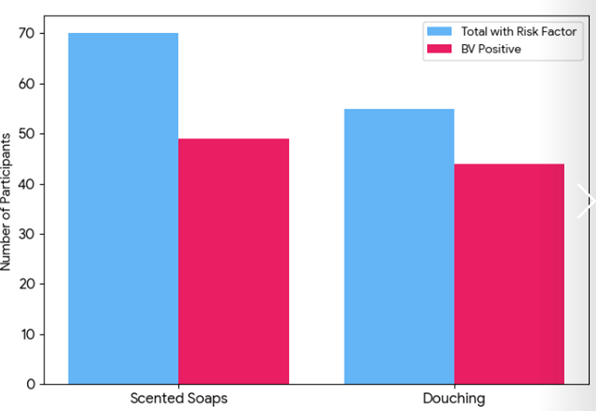 Total with Risk Factor
BV Positive
70
60
50
40
30
20
10
0
Number of Participants
Scented Soaps
Douching